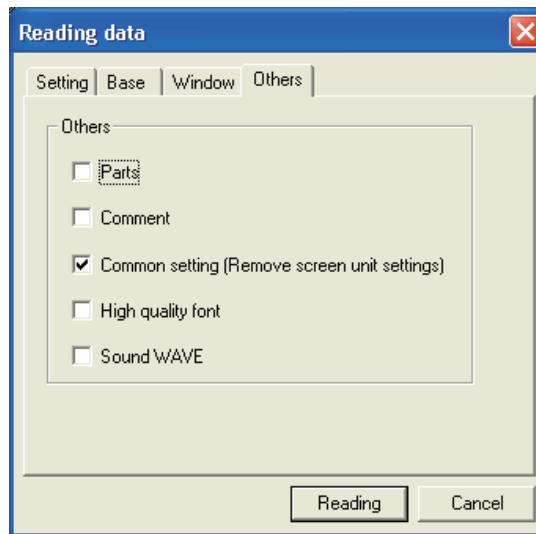 Reading data
Setting Base Window Others
Others
Parts
Comment
Common setting (Remove screen unit settings)
High quality font
Sound WAVE
Reading Cancel